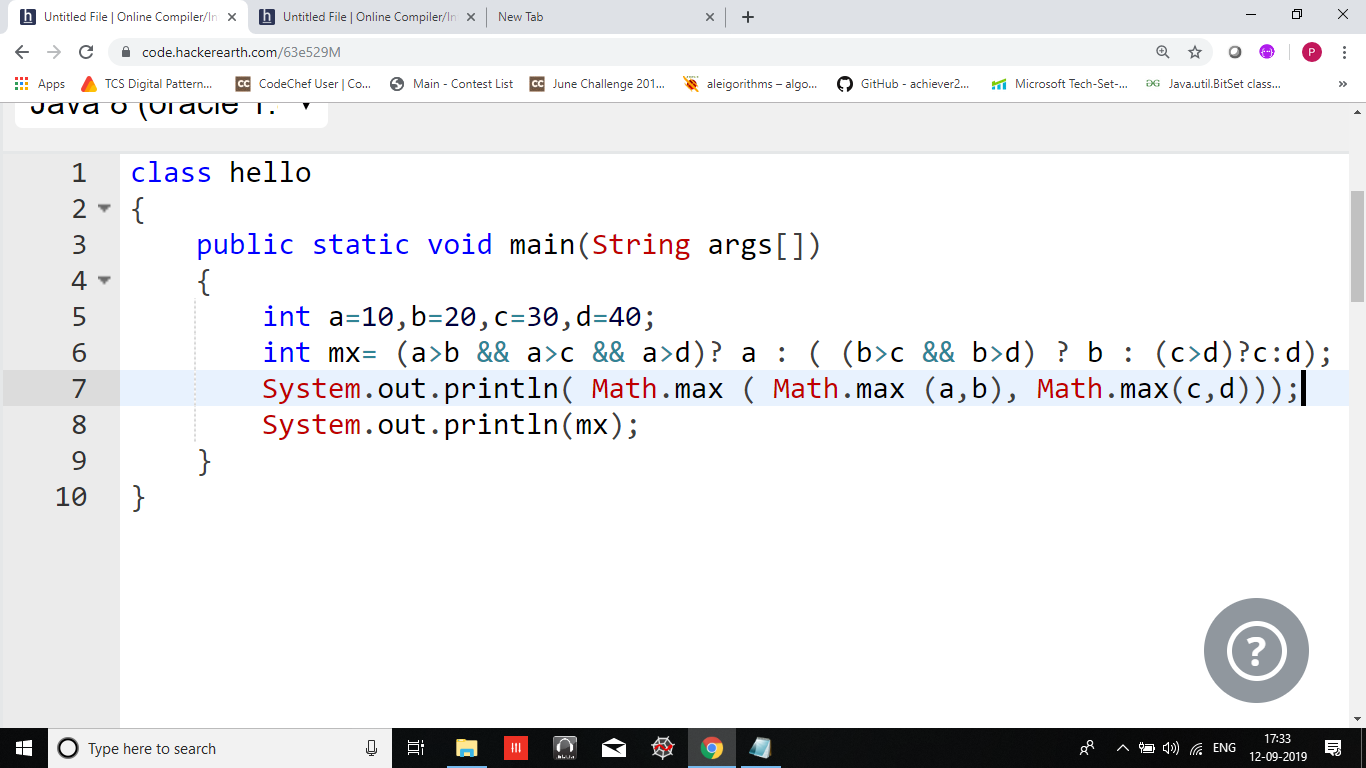 Untitled File | Online Compiler/In
Untitled File | Online Compiler/In
New Tab
code.hackerearth.com/63e529M
P
Apps
TCS Digital Pattern...
CC CodeChef User | Co...
Main - Contest List
CC June Challenge 201...
aleigorithms – algo...
GitHub - achiever2...
Microsoft Tech-Set-...
Java.util.BitSet class...
»
Java 8 (oracle 1.
1 class hello
2 {
3 public static void main(String args[])
4 {
5 int a=10,b=20,c=30,d=40;
6 int mx= (a>b && a>c && a>d)? a : ( (b>c && b>d) ? b : (c>d)?c:d);
7 System.out.println( Math.max ( Math.max (a,b), Math.max(c,d)));
8 System.out.println(mx);
9 }
10 }
?
Type here to search
ENG
17:33
12-09-2019